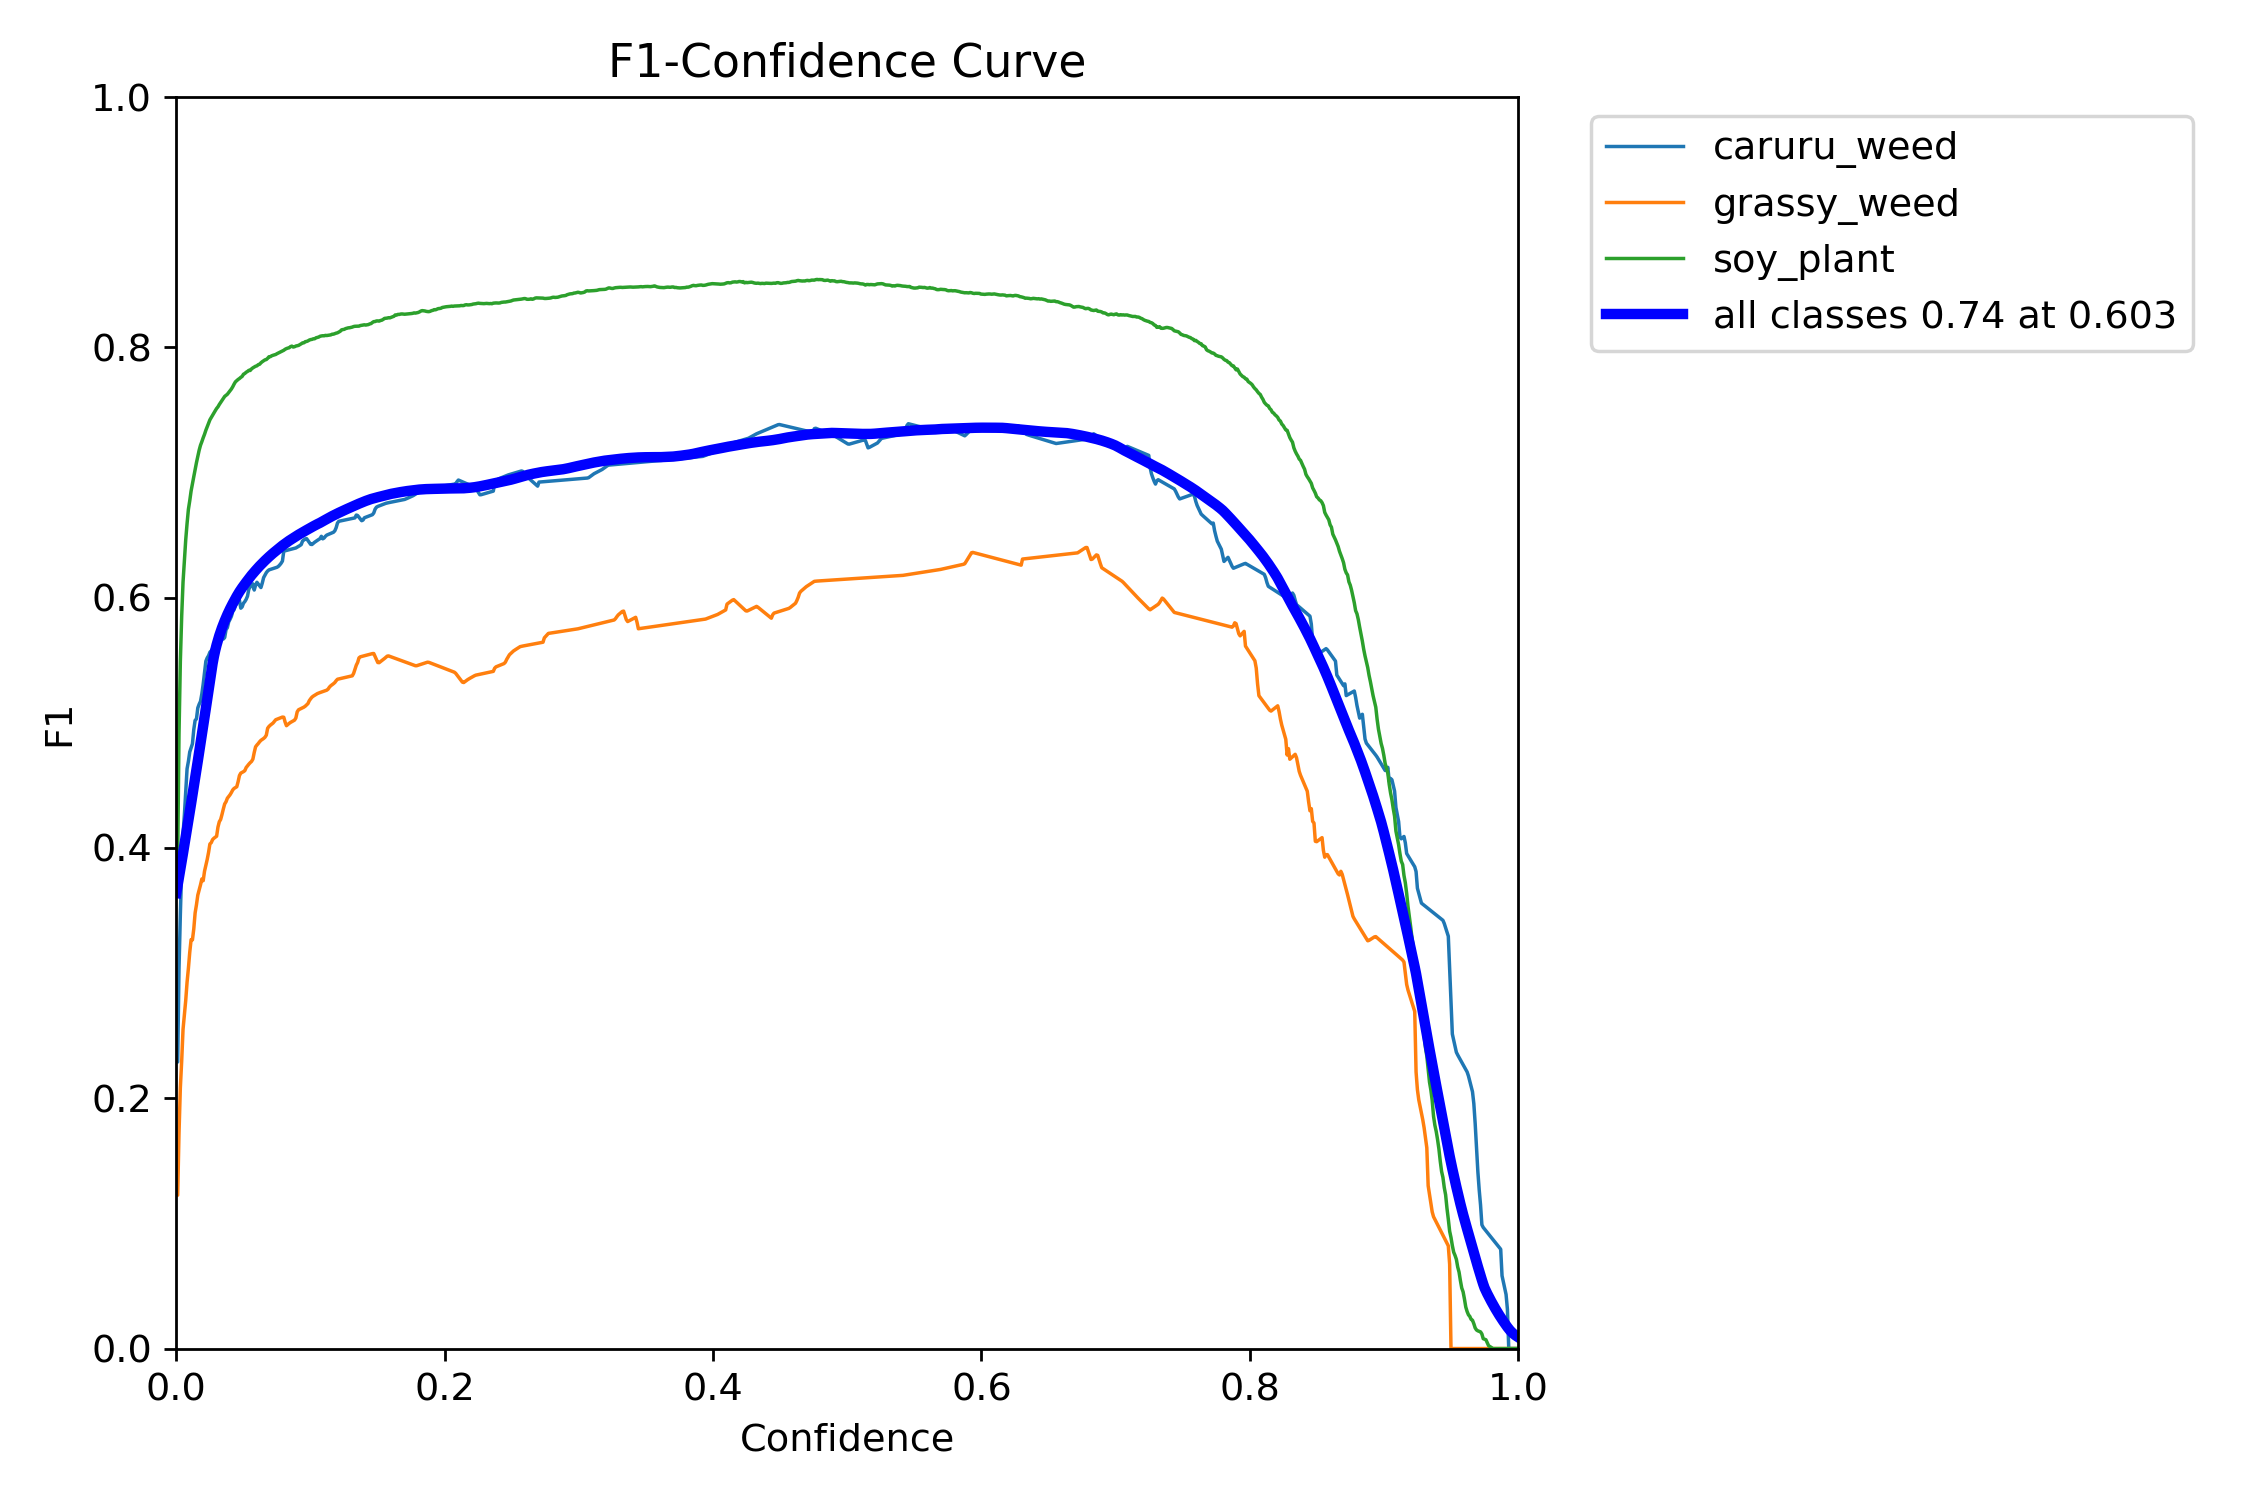 F1-Confidence Curve
1.0
0.8
0.6
0.4
0.2
0.0
F1
0.0 0.2 0.4 0.6 0.8 1.0
Confidence
caruru_weed
grassy_weed
soy_plant
all classes 0.74 at 0.603